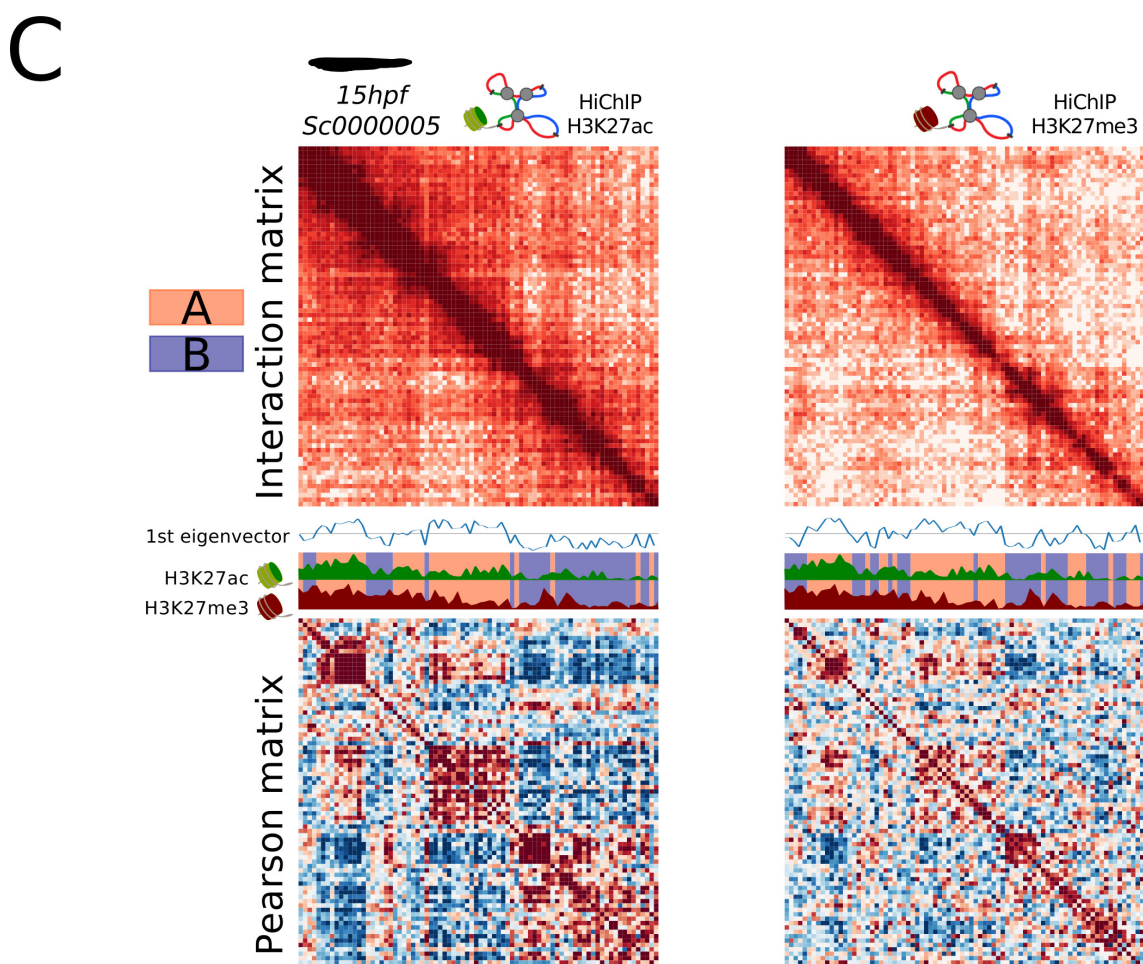 C
15hpf
Sc0000005
HiChIP
H3K27ac
HiChIP
H3K27me3
Interaction matrix
A
B
1st eigenvector
H3K27ac
H3K27me3
Pearson matrix